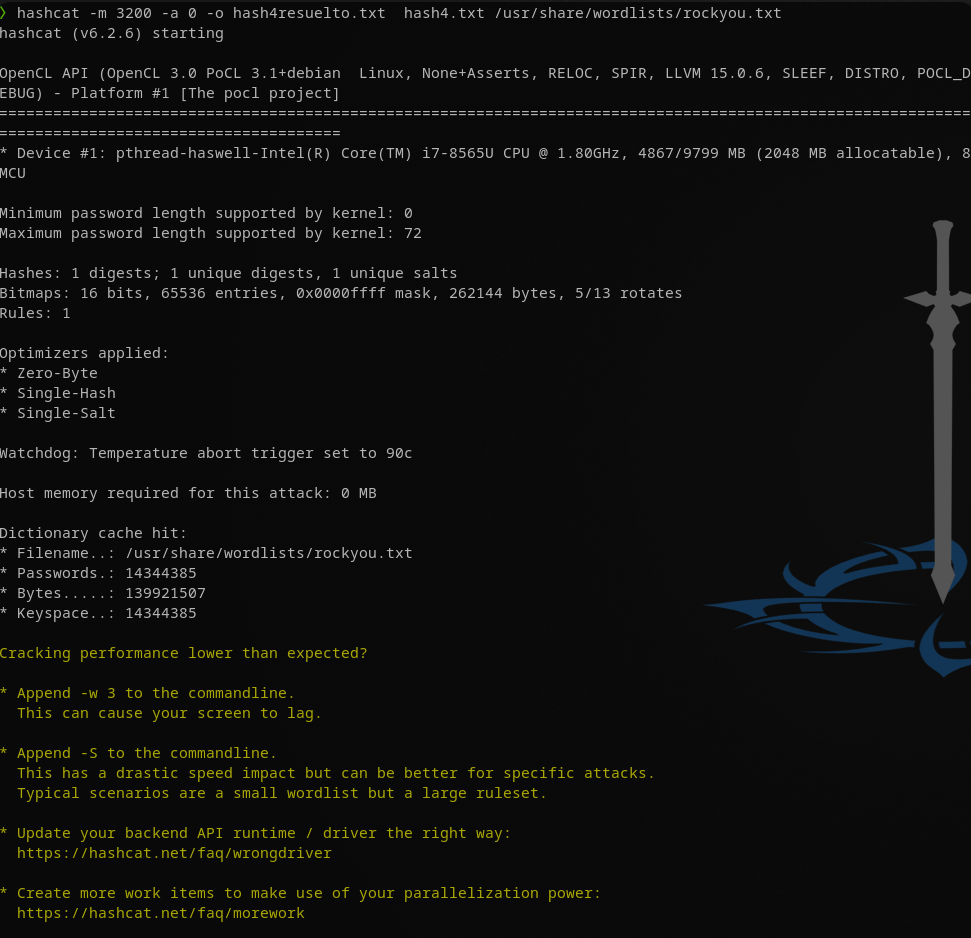 ❯ hashcat -m 3200 -a 0 -o hash4resuelto.txt  hash4.txt /usr/share/wordlists/rockyou.txt
hashcat (v6.2.6) starting
OpenCL API (OpenCL 3.0 PoCL 3.1+debian  Linux, None+Asserts, RELOC, SPIR, LLVM 15.0.6, SLEEF, DISTRO, POCL_D
EBUG) - Platform #1 [The pocl project]
============================================================================================================
======================================
* Device #1: pthread-haswell-Intel(R) Core(TM) i7-8565U CPU @ 1.80GHz, 4867/9799 MB (2048 MB allocatable), 8
MCU
Minimum password length supported by kernel: 0
Maximum password length supported by kernel: 72
Hashes: 1 digests; 1 unique digests, 1 unique salts
Bitmaps: 16 bits, 65536 entries, 0x0000ffff mask, 262144 bytes, 5/13 rotates
Rules: 1
Optimizers applied:
* Zero-Byte
* Single-Hash
* Single-Salt
Watchdog: Temperature abort trigger set to 90c
Host memory required for this attack: 0 MB
Dictionary cache hit:
* Filename..: /usr/share/wordlists/rockyou.txt
* Passwords.: 14344385
* Bytes.....: 139921507
* Keyspace..: 14344385
Cracking performance lower than expected?
* Append -w 3 to the commandline.
  This can cause your screen to lag.
* Append -S to the commandline.
  This has a drastic speed impact but can be better for specific attacks.
  Typical scenarios are a small wordlist but a large ruleset.
* Update your backend API runtime / driver the right way:
  https://hashcat.net/faq/wrongdriver
* Create more work items to make use of your parallelization power:
  https://hashcat.net/faq/morework